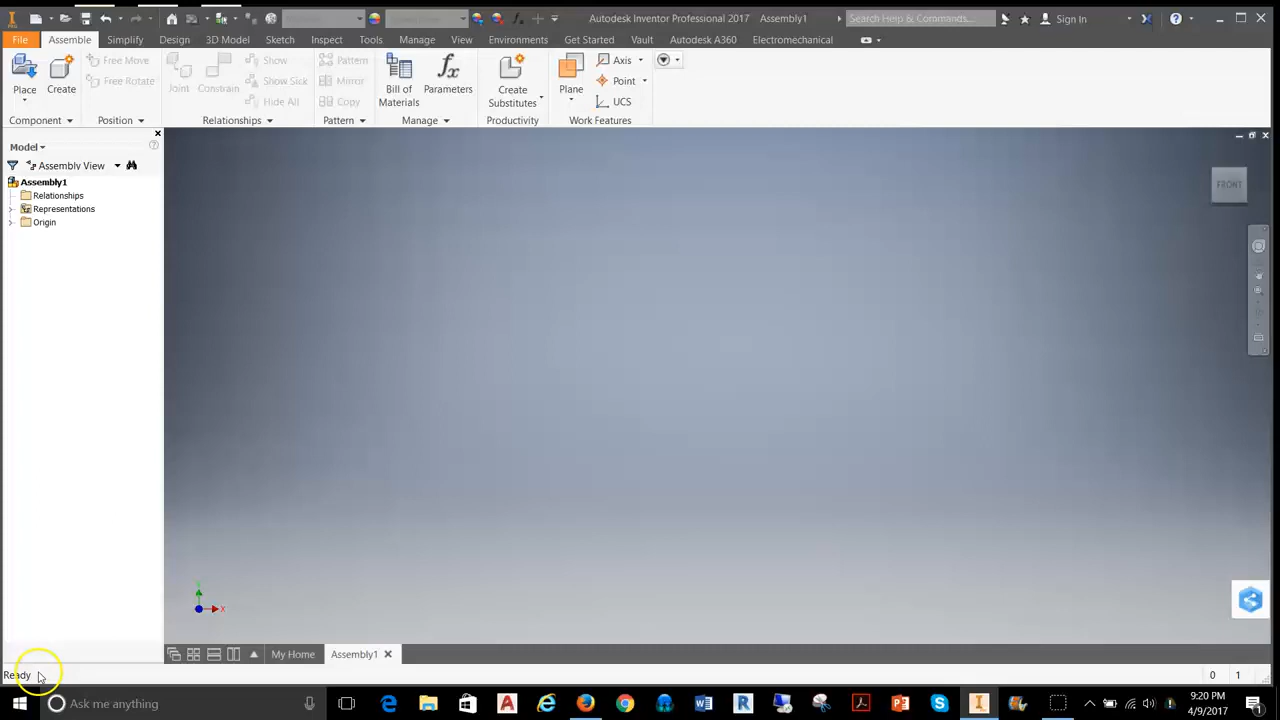 Autodesk Inventor Professional 2017 Assembly1 Search Help & Commands... Sign In
File Assemble Simplify Design 3D Model Sketch Inspect Tools Manage View Environments Get Started Vault Autodesk A360 Electromechanical
Place Create Free Move Free Rotate Joint Constrain Show Show Sick Hide All Pattern Mirror Copy Bill of Materials Parameters Create Substitutes Plane Axis Point UCS
Component Position Relationships Pattern Manage Productivity Work Features
Model
Assembly View
Assembly1
Relationships
Representations
Origin
FRONT
X
My Home Assembly1
Ready 0 1
Ask me anything 9:20 PM
4/9/2017